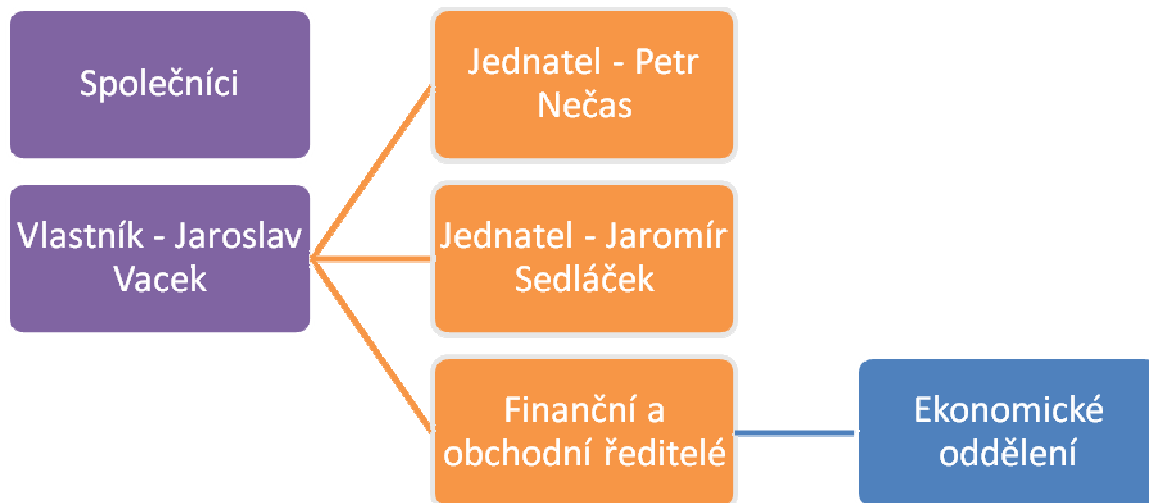 Společníci
Vlastník - Jaroslav
Vacek
Jednatel - Petr
Nečas
Jednatel - Jaromír
Sedláček
Finanční a
obchodní ředitelé
Ekonomické
oddělení